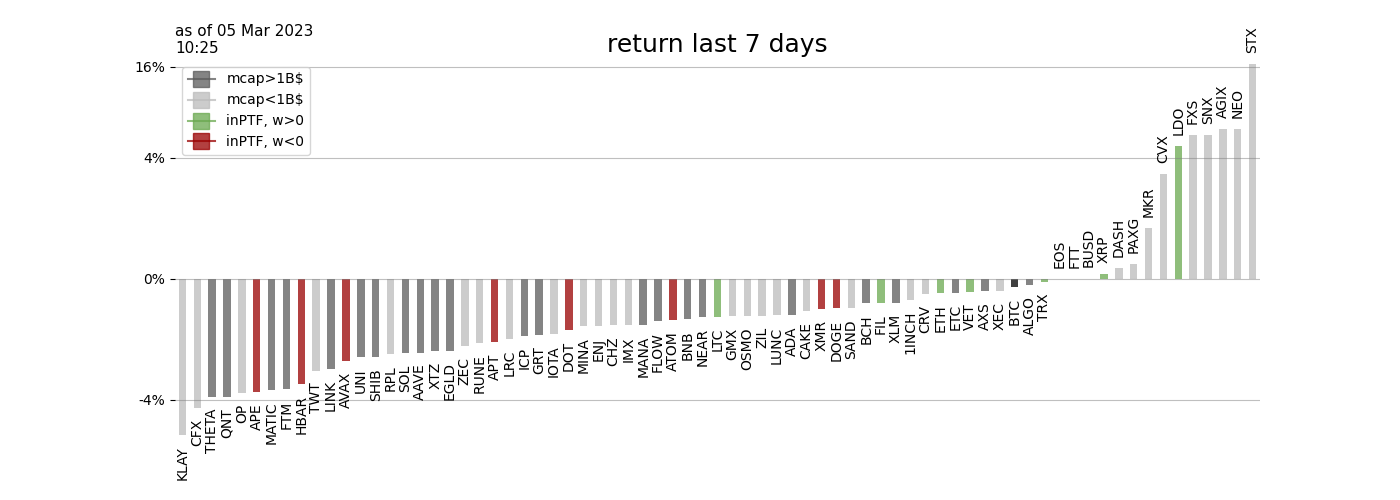 as of 05 Mar 2023
10:25
return last 7 days
16%
4%
0%
-4%
mcap>1B$
mcap<1B$
inPTF, w>0
inPTF, w<0
KLAY
CFX
THETA
QNT
OP
APE
MATIC
FTM
HBAR
TWT
LINK
AVAX
UNI
SHIB
RPL
SOL
AAVE
XTZ
EGLD
ZEC
RUNE
APT
LRC
ICP
GRT
IOTA
DOT
MINA
ENJ
CHZ
IMX
MANA
FLOW
ATOM
BNB
NEAR
LTC
GMX
OSMO
ZIL
LUNC
ADA
CAKE
XMR
DOGE
SAND
BCH
FIL
XLM
1INCH
CRV
ETH
ETC
VET
AXS
XEC
BTC
ALGO
TRX
EOS
FTT
BUSD
XRP
DASH
PAXG
MKR
CVX
LDO
FXS
SNX
AGIX
NEO
STX